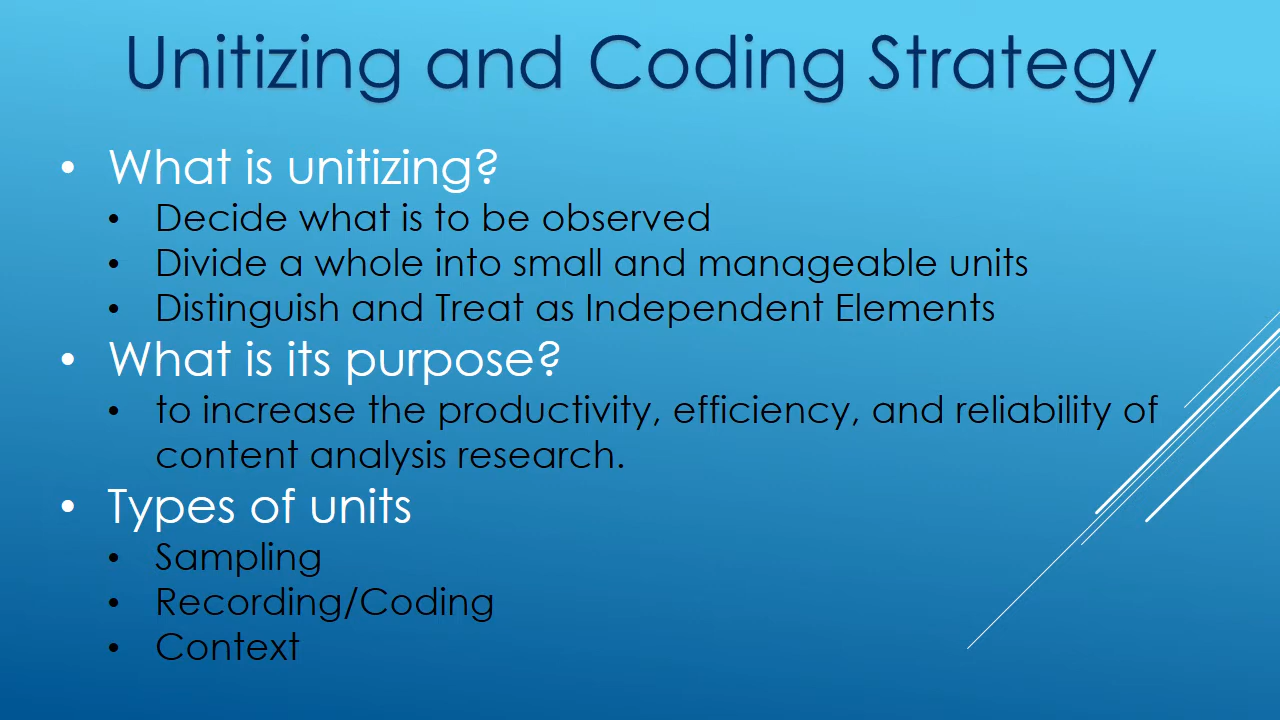 Unitizing and Coding Strategy
• What is unitizing?
• Decide what is to be observed
• Divide a whole into small and manageable units
• Distinguish and Treat as Independent Elements
• What is its purpose?
• to increase the productivity, efficiency, and reliability of
content analysis research.
• Types of units
• Sampling
• Recording/Coding
• Context